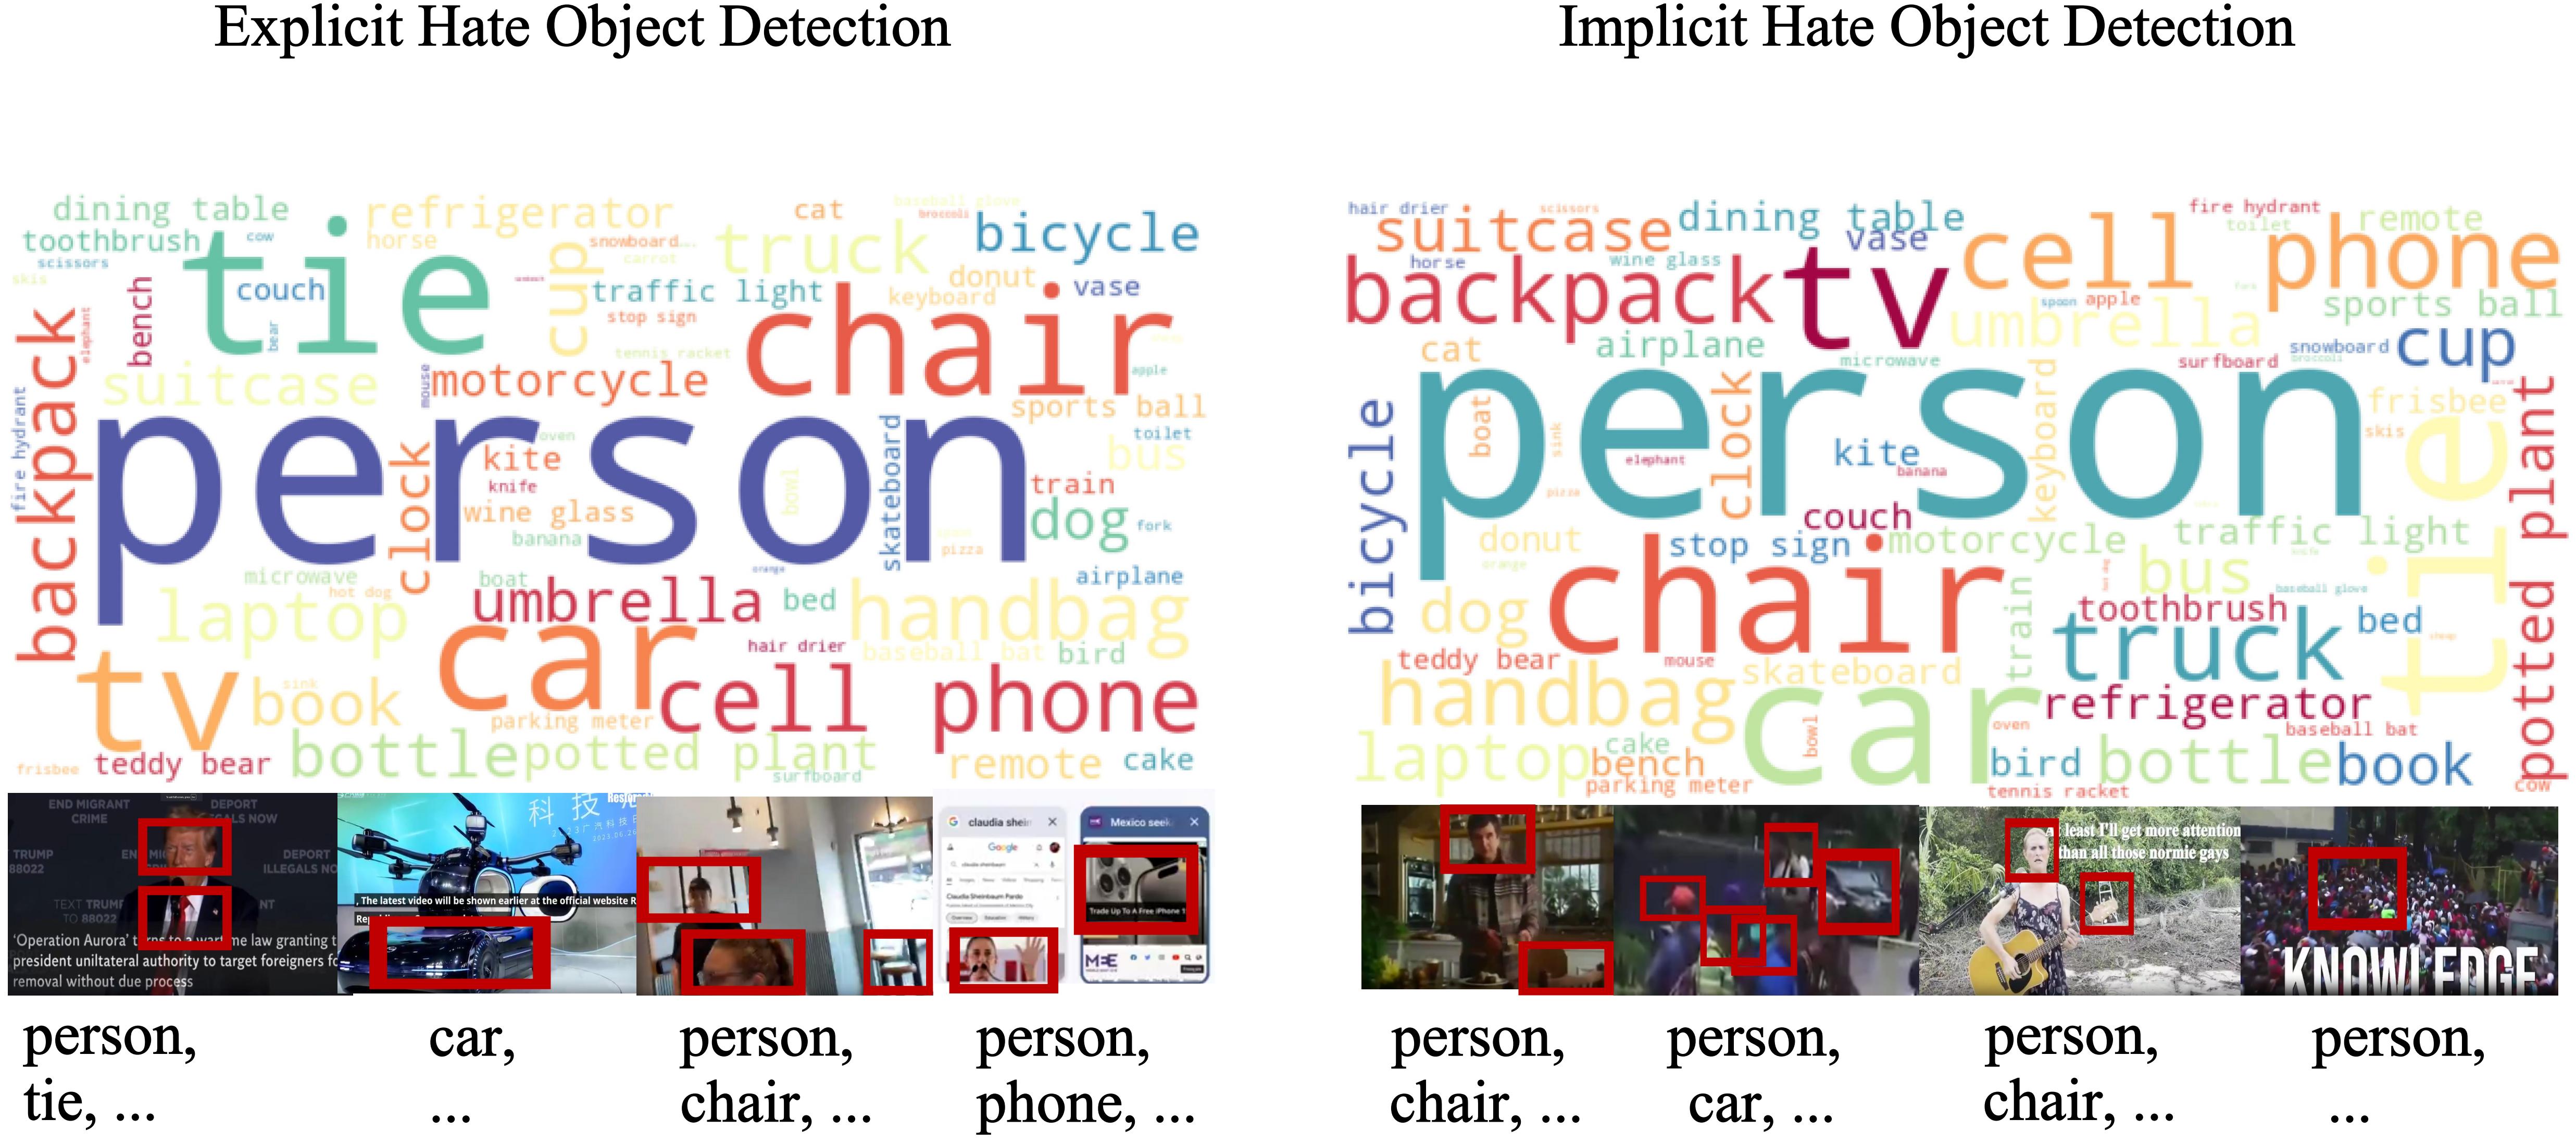 Explicit Hate Object Detection
dining table
refrigerator
cat
baseball glove
broccoli
bicycle
toothbrush
cow
tie
horse
cup
snowboard
truck
scissors
carrot
skis
bench
couch
traffic light
donut
keyboard
vase
chair
stop sign
elephant
bear
tennis racket
apple
backpack
suitcase
mouse
motorcycle
sports ball
fire hydrant
person
oven
toilet
clock
kite
skateboard
bus
knife
bowl
train
wine glass
dog
fork
banana
pizza
microwave
boat
orange
airplane
hot dog
laptop
umbrella
bed
handbag
car
hair drier
baseball bat
bird
tv
book
sink
cell phone
parking meter
frisbee
teddy bear
bottle
potted plant
surfboard
remote
cake
END MIGRANT
CRIME
DEPORT
TRUMP
88022
DEPORT
ILLEGALS NO
TEXT TRUMP
TO 88022
'Operation Aurora' turns to a wartime law granting t
president uniltateral authority to target foreigners fo
removal without due process
科 技
, The latest video will be shown earlier at the official website R
claudia shein
Google
Claudia Sheinbaum Pardo
Mexico seek
Trade Up To A Free iPhone 1
MEE
person,
tie, ...
car,
...
person,
chair, ...
person,
phone, ...
Implicit Hate Object Detection
hair drier
scissors
fire hydrant
remote
suitcase
dining table
vase
cell phone
toilet
horse
wine glass
backpack
tv
fork
spoon
apple
sports ball
umbrella
cat
airplane
microwave
snowboard
broccoli
cup
surfboard
person
bicycle
boat
sink
clock
keyboard
frisbee
skis
tie
potted plant
elephant
kite
banana
pizza
couch
donut
orange
stop sign
motorcycle
traffic light
knife
chair
hot dog
bus
baseball glove
dog
train
toothbrush
truck
bed
sheep
teddy bear
mouse
skateboard
handbag
car
refrigerator
bowl
oven
baseball bat
laptop
cake
bench
bird
bottle
book
parking meter
tennis racket
cow
least I'll get more attention
than all those normie gays
KNOWLEDGE
person,
chair, ...
person,
car, ...
person,
chair, ...
person,
...